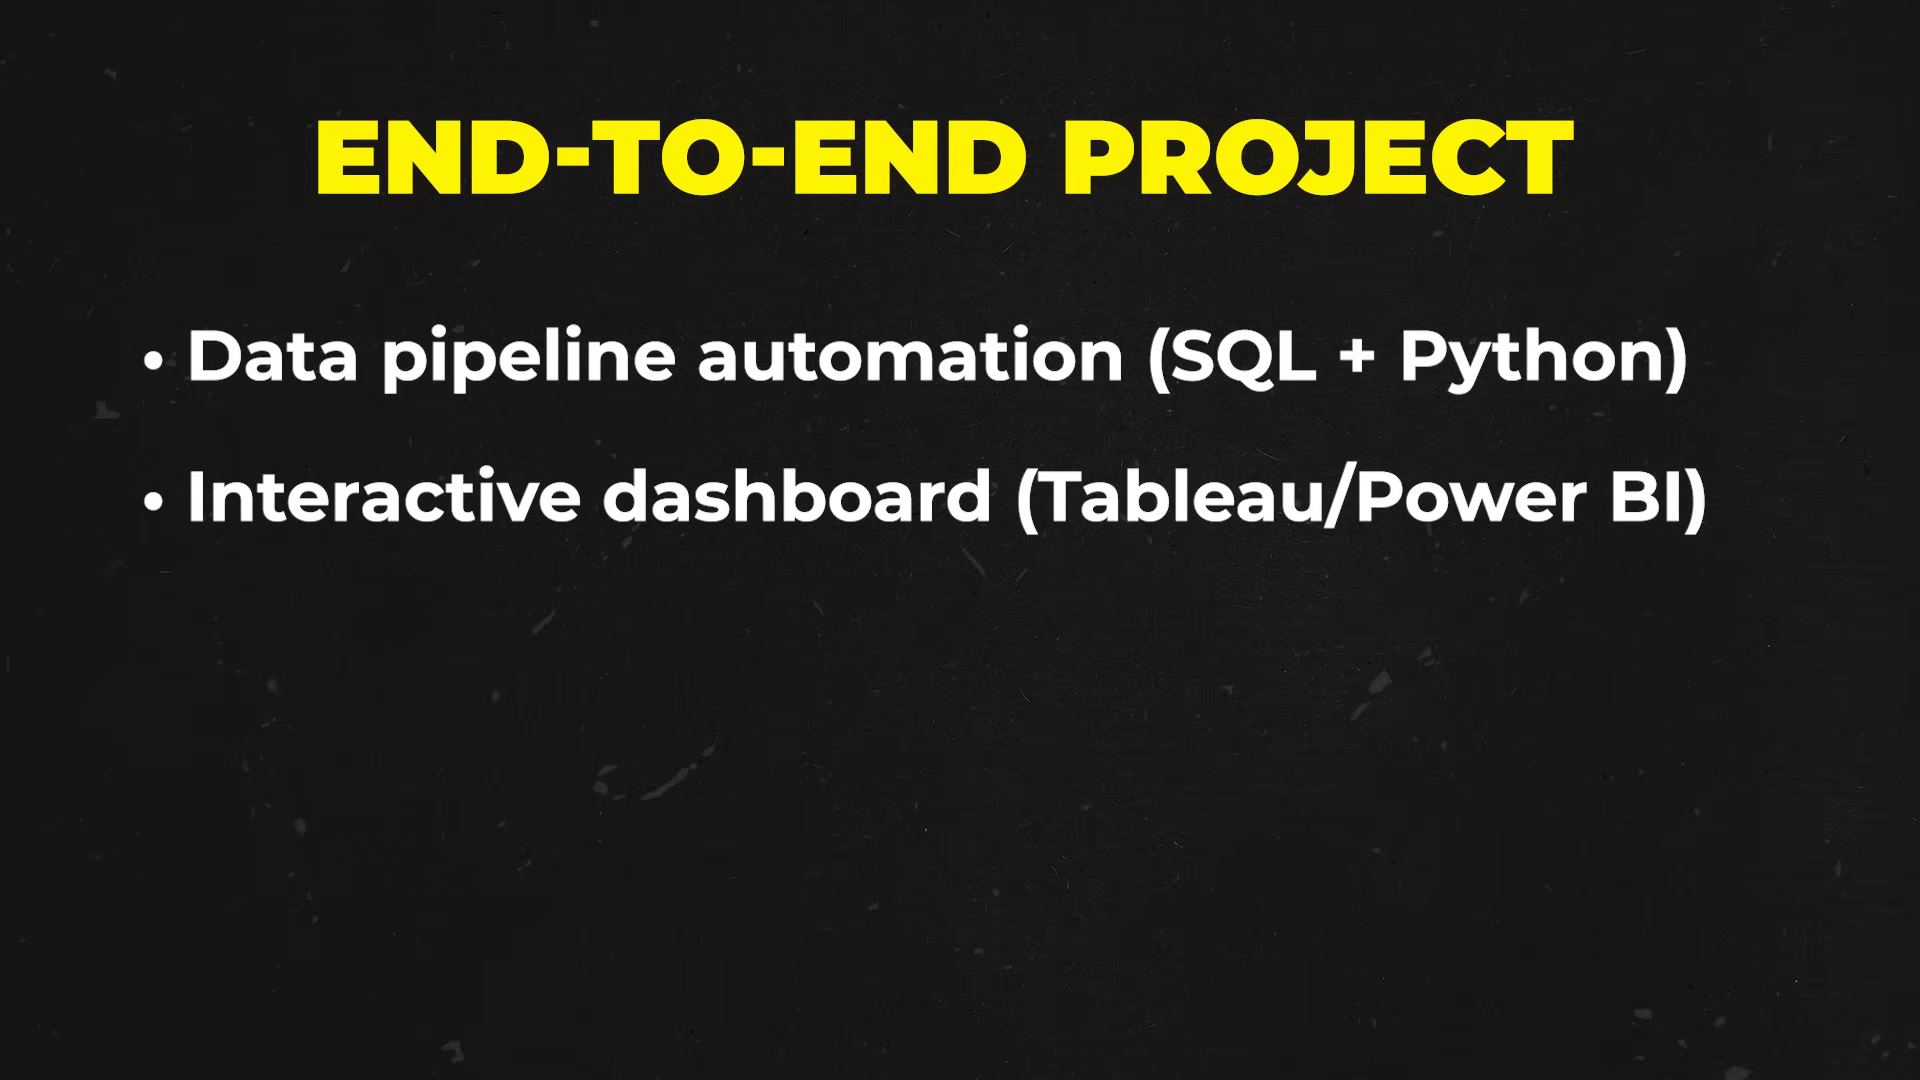 END-TO-END PROJECT
• Data pipeline automation (SQL + Python)
• Interactive dashboard (Tableau/Power BI)